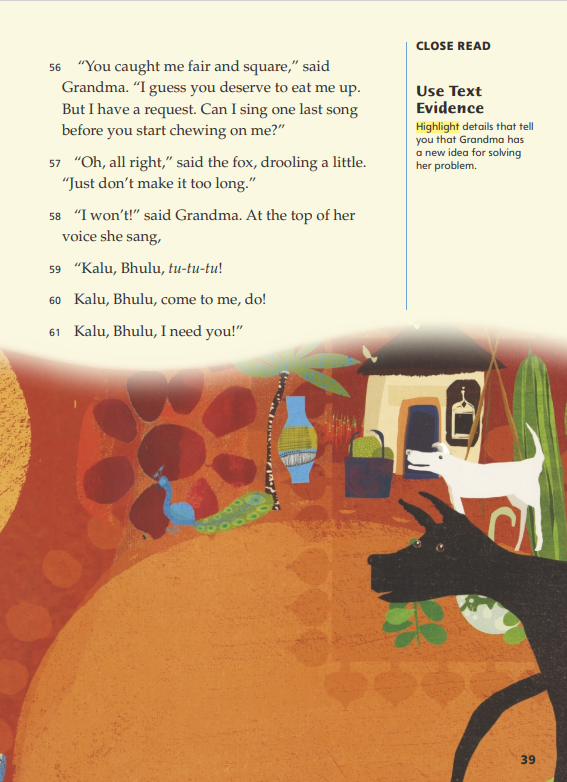 56 “You caught me fair and square,” said
Grandma. “I guess you deserve to eat me up.
But I have a request. Can I sing one last song
before you start chewing on me?”
57 “Oh, all right,” said the fox, drooling a little.
“Just don’t make it too long.”
58 “I won’t!” said Grandma. At the top of her
voice she sang,
59 “Kalu, Bhulu, tu-tu-tu!
60 Kalu, Bhulu, come to me, do!
61 Kalu, Bhulu, I need you!”
CLOSE READ
Use Text
Evidence
Highlight details that tell
you that Grandma has
a new idea for solving
her problem.
39